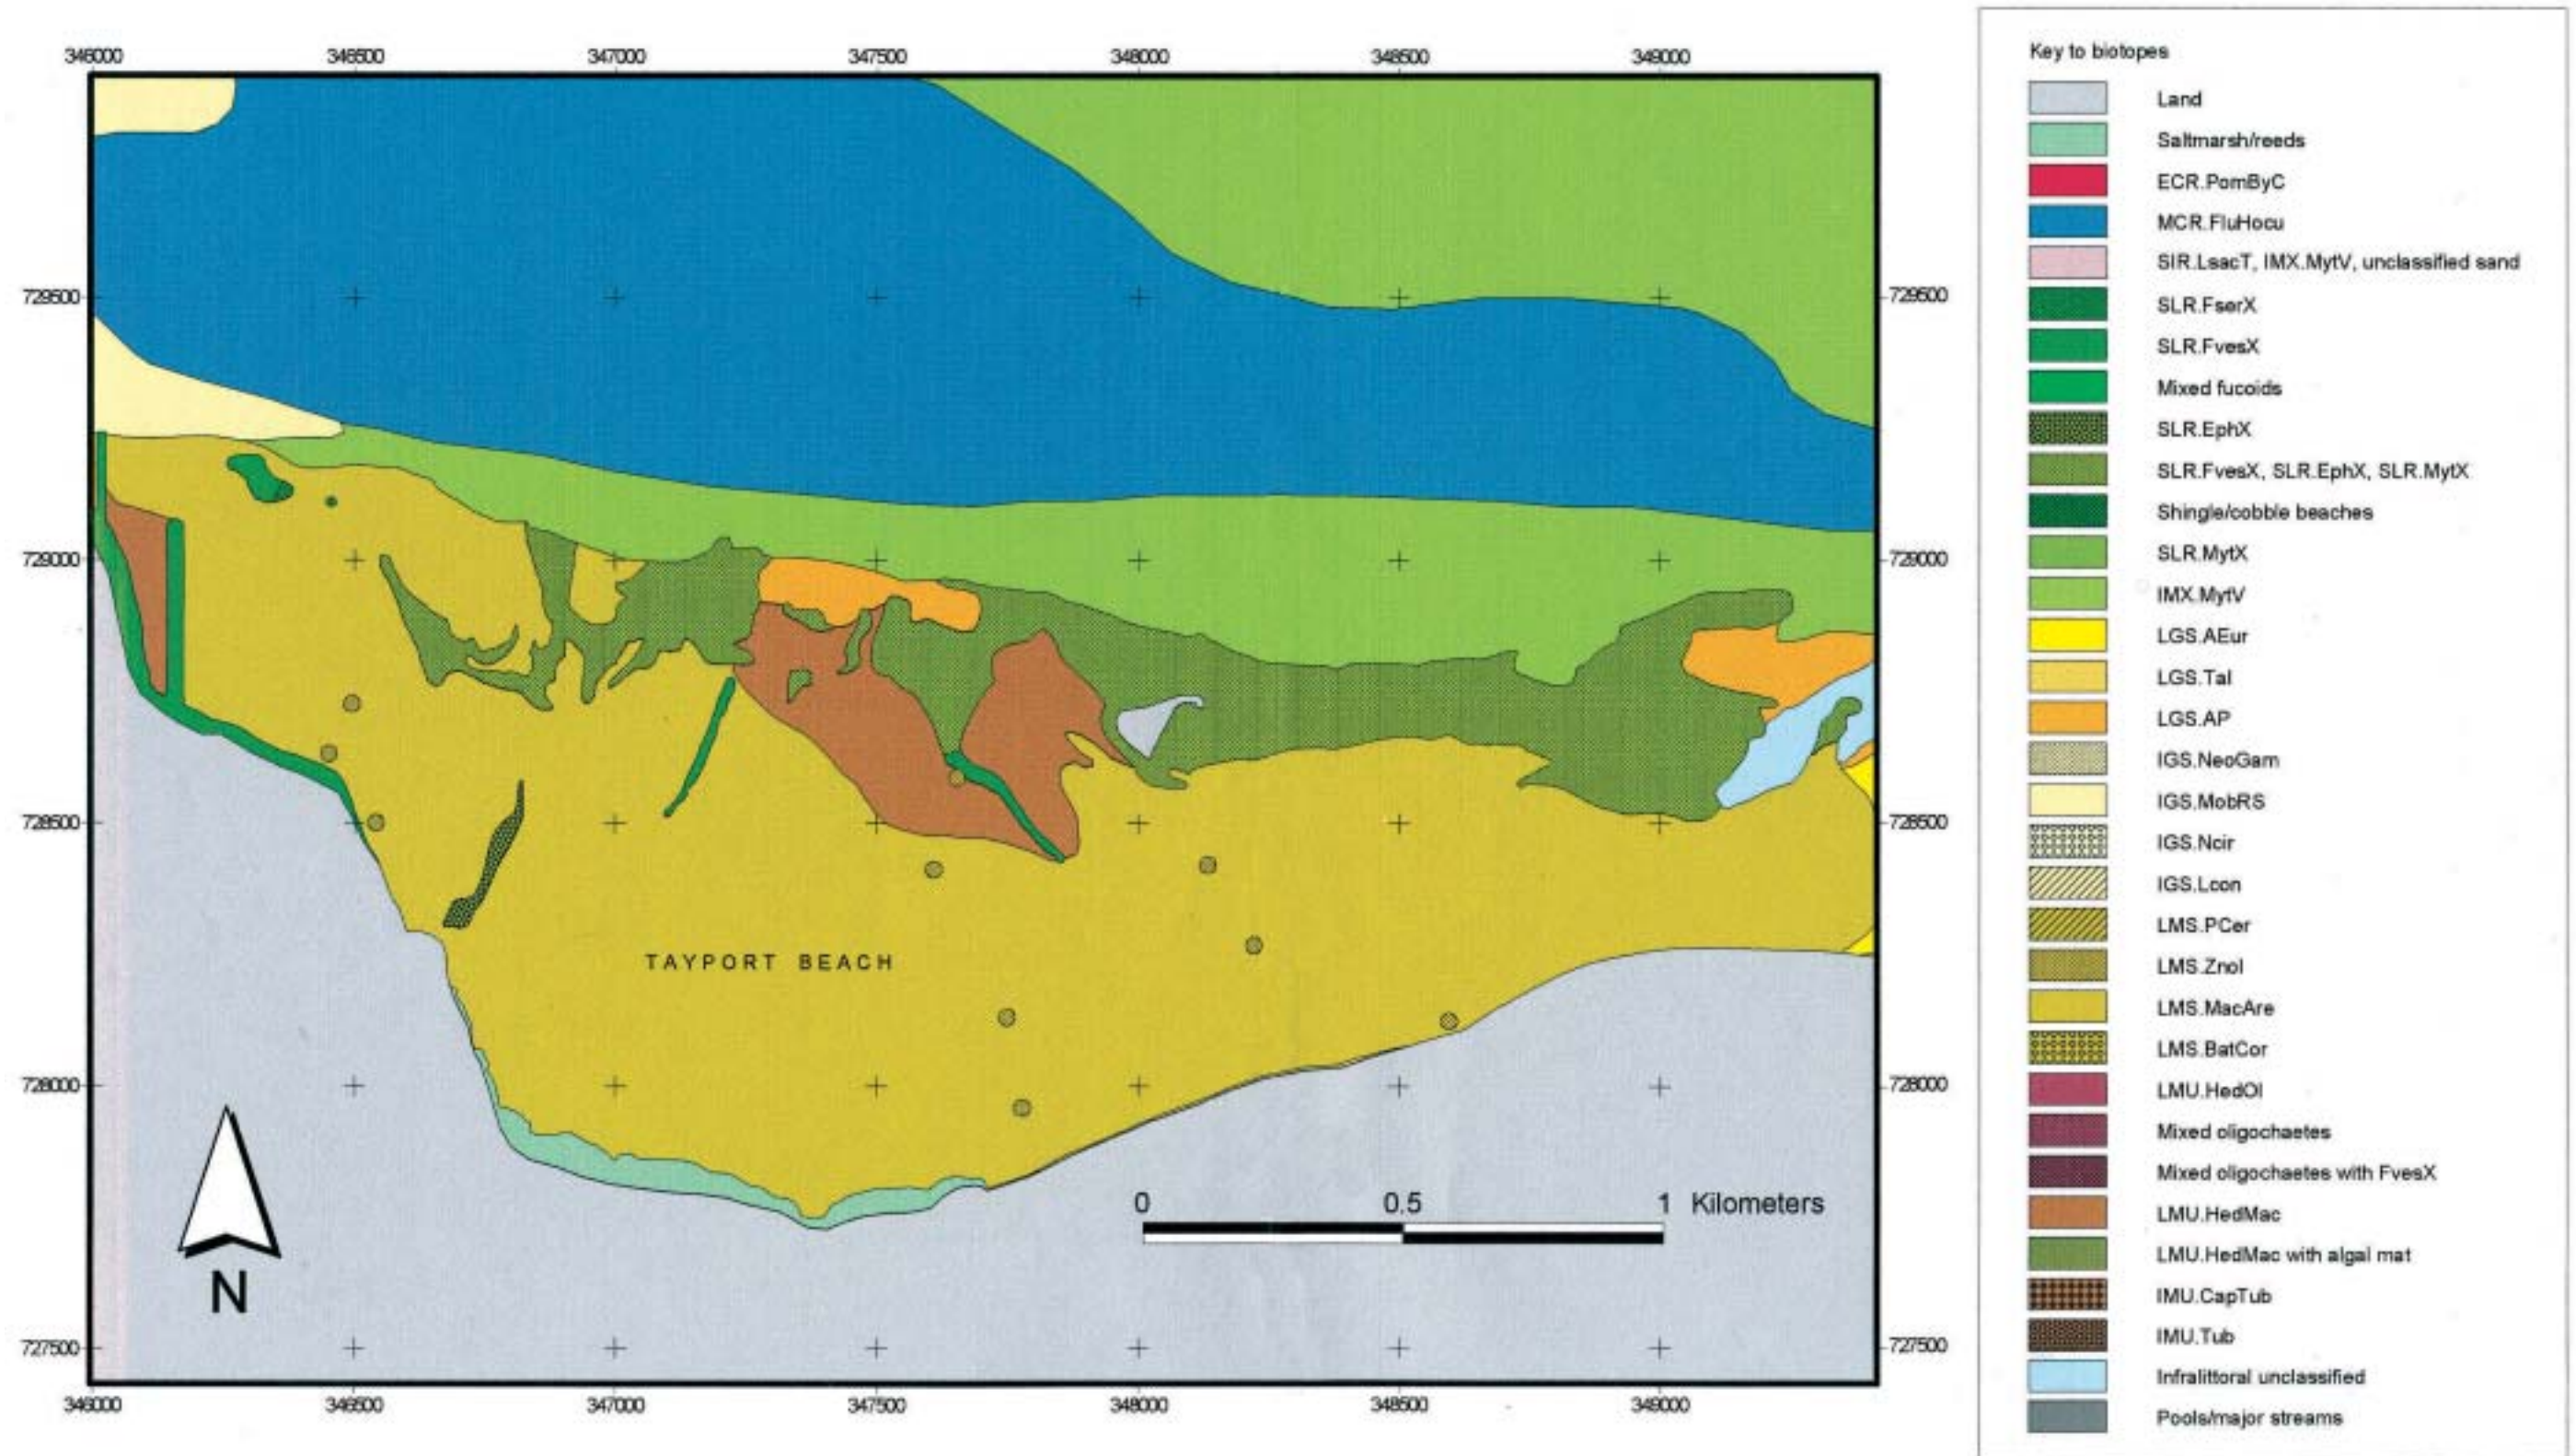 346000 346500 347000 347500 348000 348500 349000
729500 729500
729000 729000
728500 728500
TAYPORT BEACH
728000 728000
0 0.5 1 Kilometers
N
727500 727500
346000 346500 347000 347500 348000 348500 349000
Key to biotopes
Land
Saltmarsh/reeds
ECR.PomByC
MCR.FluHocu
SIR.LsacT, IMX.MytV, unclassified sand
SLR.FserX
SLR.FvesX
Mixed fucoids
SLR.EphX
SLR.FvesX, SLR.EphX, SLR.MytX
Shingle/cobble beaches
SLR.MytX
IMX.MytV
LGS.AEur
LGS.Tal
LGS.AP
IGS.NeoGam
IGS.MobRS
IGS.Ncir
IGS.Lcon
LMS.PCer
LMS.Znol
LMS.MacAre
LMS.BatCor
LMU.HedOl
Mixed oligochaetes
Mixed oligochaetes with FvesX
LMU.HedMac
LMU.HedMac with algal mat
IMU.CapTub
IMU.Tub
Infralittoral unclassified
Pools/major streams